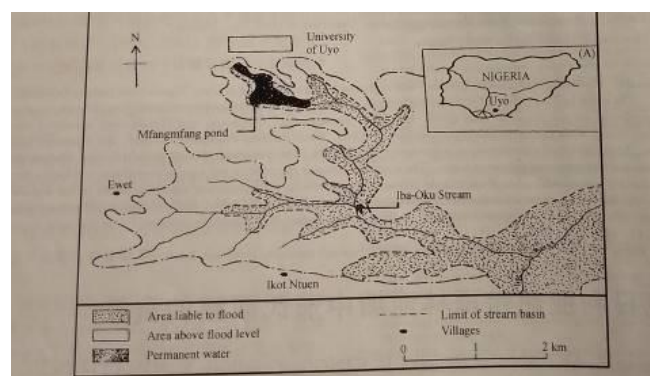 N
University
of Uyo
(A)
NIGERIA
Uyo
Mfangmfang pond
Ewet
Iba-Oku Stream
Ikot Ntuen
Area liable to flood
Area above flood level
Permanent water
Limit of stream basin
Villages
0 1 2 km